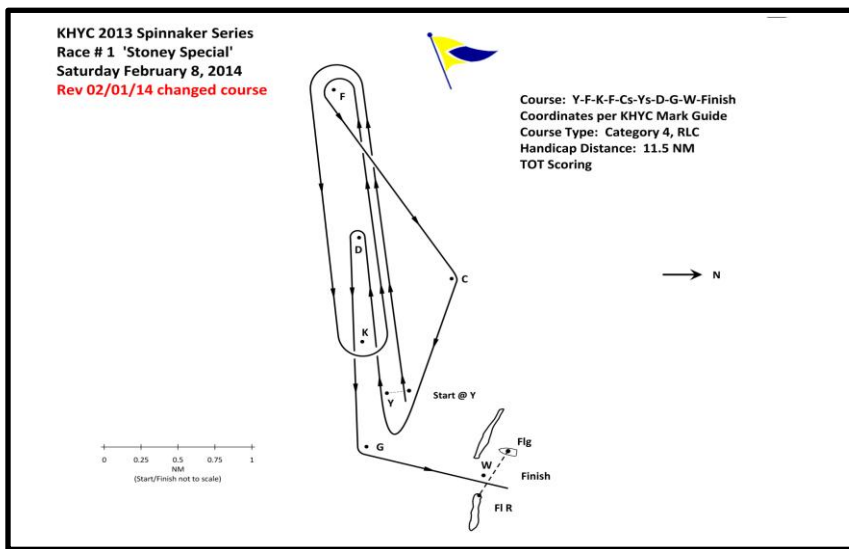 KHYC 2013 Spinnaker Series
Race # 1 'Stoney Special'
Saturday February 8, 2014
Rev 02/01/14 changed course
Course: Y-F-K-F-Cs-Ys-D-G-W-Finish
Coordinates per KHYC Mark Guide
Course Type: Category 4, RLC
Handicap Distance: 11.5 NM
TOT Scoring
F
D
C
N
K
Y
Start @ Y
G
Flg
W
Finish
Fl R
0 0.25 0.5 0.75 1
NM
(Start/Finish not to scale)